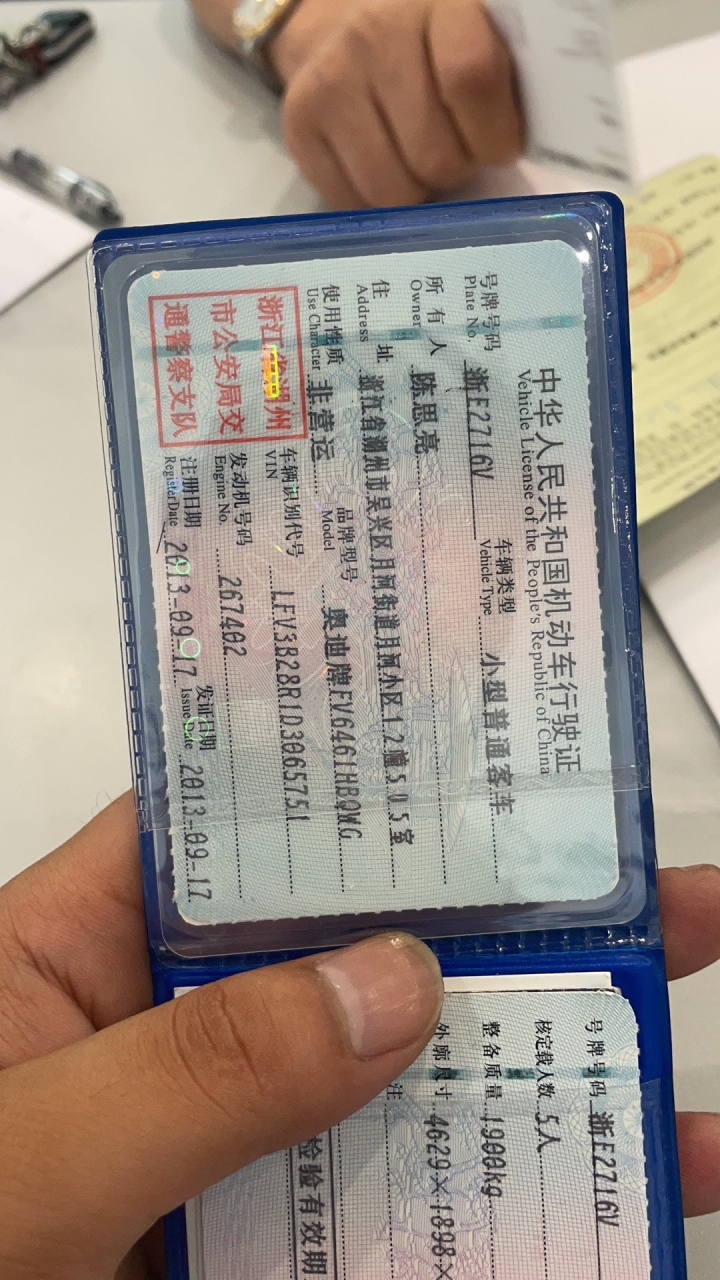 中华人民共和国机动车行驶证
Vehicle License of the People's Republic of China
号牌号码 浙E2716V 车辆类型 小型普通客车
Plate No. Vehicle Type
所有人 陈思亮
Owner
住址 浙江省湖州市吴兴区月河街道月河小区12幢505室
Address
使用性质 非营运 品牌型号 奥迪牌FV6461HBQWG
Use Character Model
浙江省湖州
市公安局交
通警察支队
车辆识别代号 LFV3B28R1D3065751
VIN
发动机号码 267402
Engine No.
注册日期 2013-09-17 发证日期 2013-09-17
Register Date Issue Date
号牌号码 浙E2716V
核定载人数 5人
整备质量 1900kg
外廓尺寸 4629×1898×
注
检验有效期